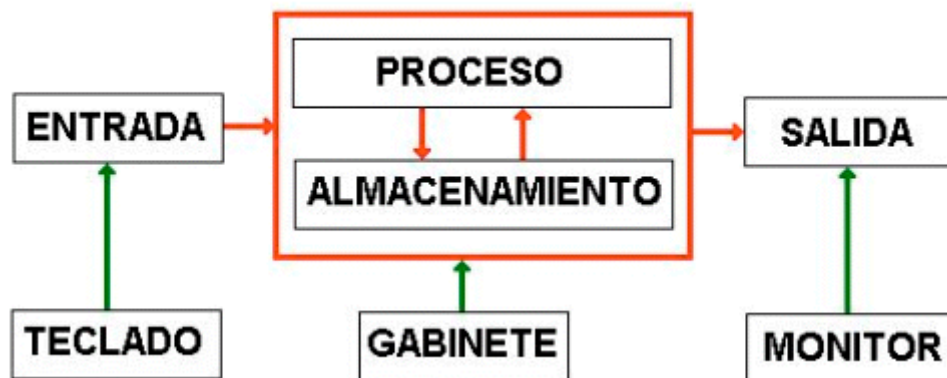 PROCESO
ENTRADA
SALIDA
ALMACENAMIENTO
TECLADO
GABINETE
MONITOR